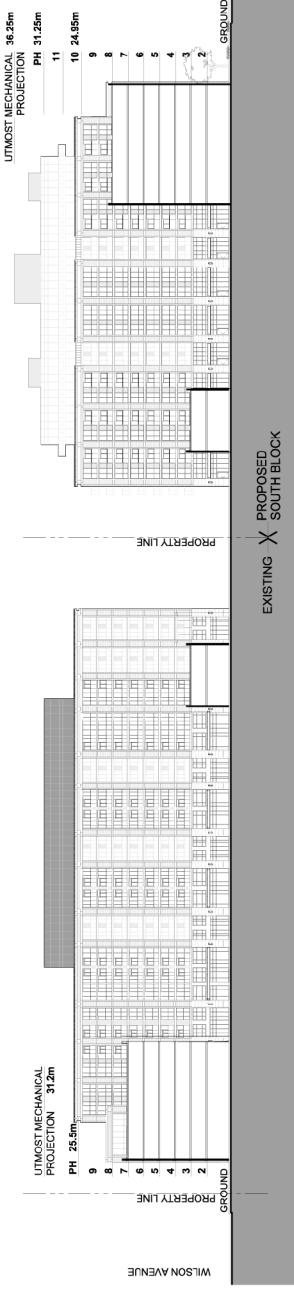 UTMOST MECHANICAL
PROJECTION 31.2m
PH 25.5m
9
8
7
6
5
4
3
2
GROUND
WILSON AVENUE
PROPERTY LINE
PROPERTY LINE
EXISTING
PROPOSED
SOUTH BLOCK
UTMOST MECHANICAL 36.25m
PROJECTION
PH 31.25m
11
10 24.95m
9
8
7
6
5
4
3
2
GROUND